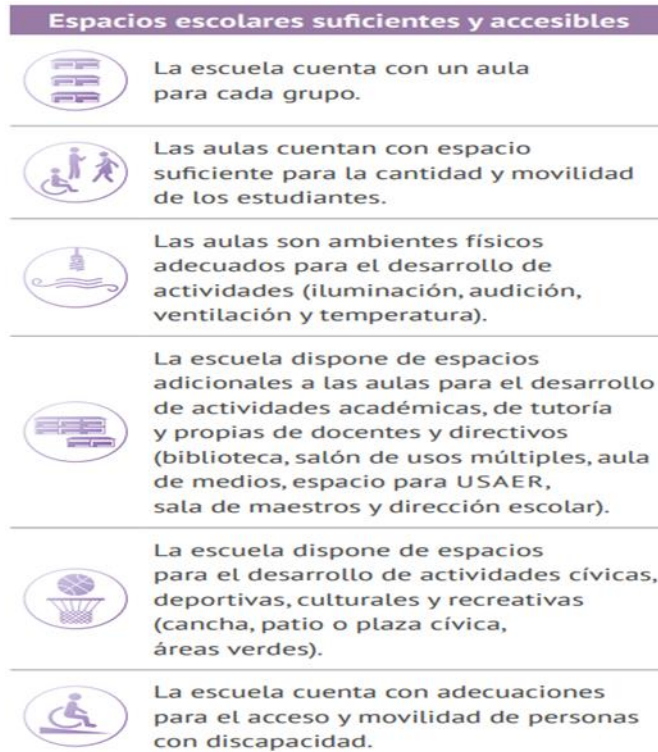 Espacios escolares suficientes y accesibles
La escuela cuenta con un aula
para cada grupo.
Las aulas cuentan con espacio
suficiente para la cantidad y movilidad
de los estudiantes.
Las aulas son ambientes físicos
adecuados para el desarrollo de
actividades (iluminación, audición,
ventilación y temperatura).
La escuela dispone de espacios
adicionales a las aulas para el desarrollo
de actividades académicas, de tutoría
y propias de docentes y directivos
(biblioteca, salón de usos múltiples, aula
de medios, espacio para USAER,
sala de maestros y dirección escolar).
La escuela dispone de espacios
para el desarrollo de actividades cívicas,
deportivas, culturales y recreativas
(cancha, patio o plaza cívica,
áreas verdes).
La escuela cuenta con adecuaciones
para el acceso y movilidad de personas
con discapacidad.